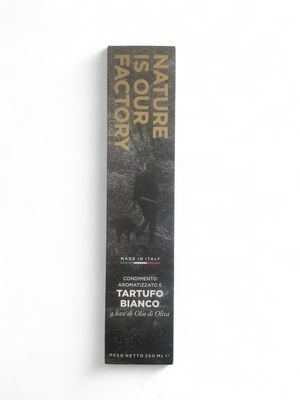 NATURE
IS OUR
FACTORY
MADE IN ITALY
CONDIMENTO
AROMATIZZATO E
TARTUFO
BIANCO
a base di Olio di Oliva
PESO NETTO 250 ML e